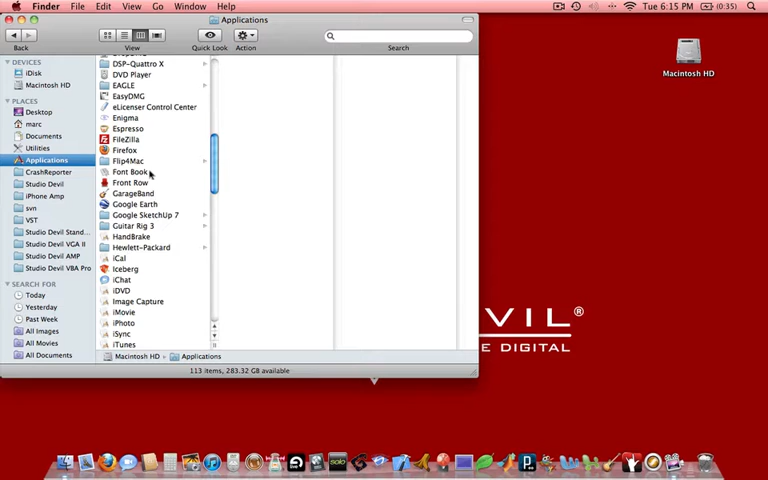 Finder File Edit View Go Window Help Tue 6:15 PM (0:35)
Applications
Back View Quick Look Action Search
DEVICES
iDisk
Macintosh HD
PLACES
Desktop
marc
Documents
Utilities
Applications
CrashReporter
Studio Devil
iPhone Amp
svn
VST
Studio Devil Stand...
Studio Devil VGA II
Studio Devil AMP
Studio Devil VBA Pro
SEARCH FOR
Today
Yesterday
Past Week
All Images
All Movies
All Documents
DSP-Quattro X
DVD Player
EAGLE
EasyDMG
eLicenser Control Center
Enigma
Espresso
FileZilla
Firefox
Flip4Mac
Font Book
Front Row
GarageBand
Google Earth
Google SketchUp 7
Guitar Rig 3
HandBrake
Hewlett-Packard
iCal
Iceberg
iChat
iDVD
Image Capture
iMovie
iPhoto
iSync
iTunes
Macintosh HD Applications
113 items, 283.32 GB available
Macintosh HD
VIL®
E DIGITAL